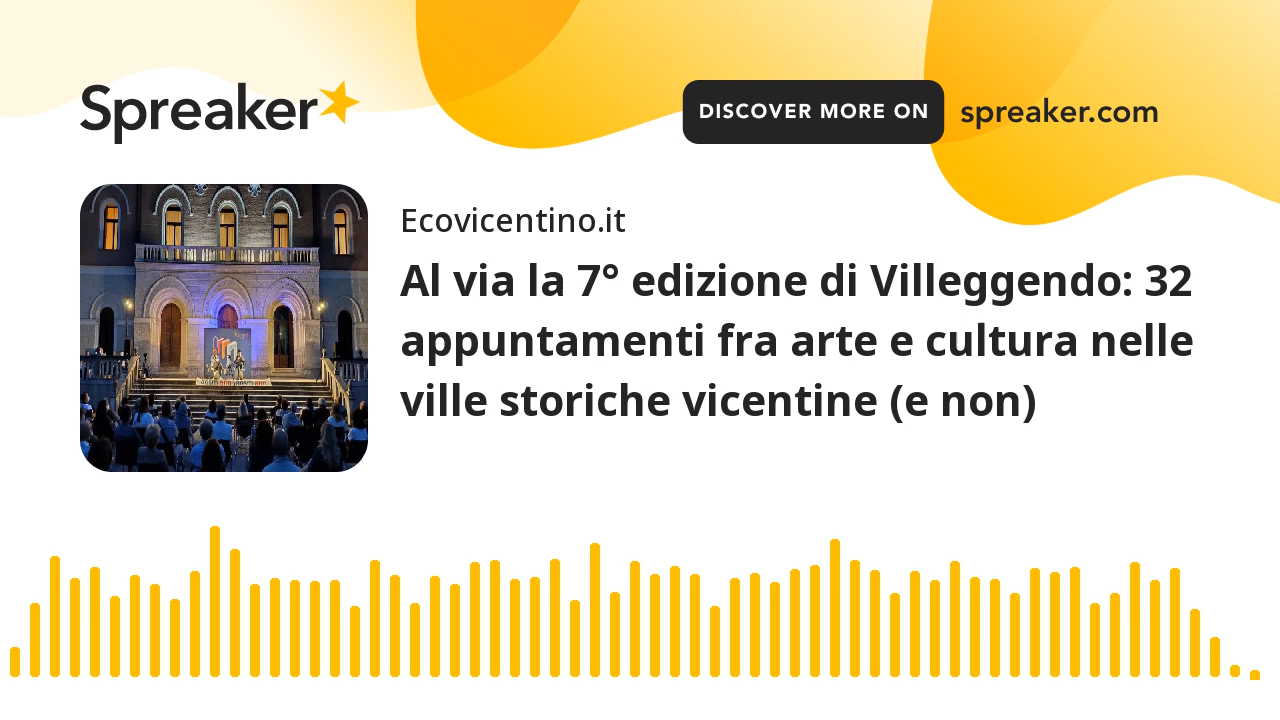 Spreaker
DISCOVER MORE ON spreaker.com
Ecovicentino.it
Al via la 7° edizione di Villeggendo: 32
appuntamenti fra arte e cultura nelle
ville storiche vicentine (e non)